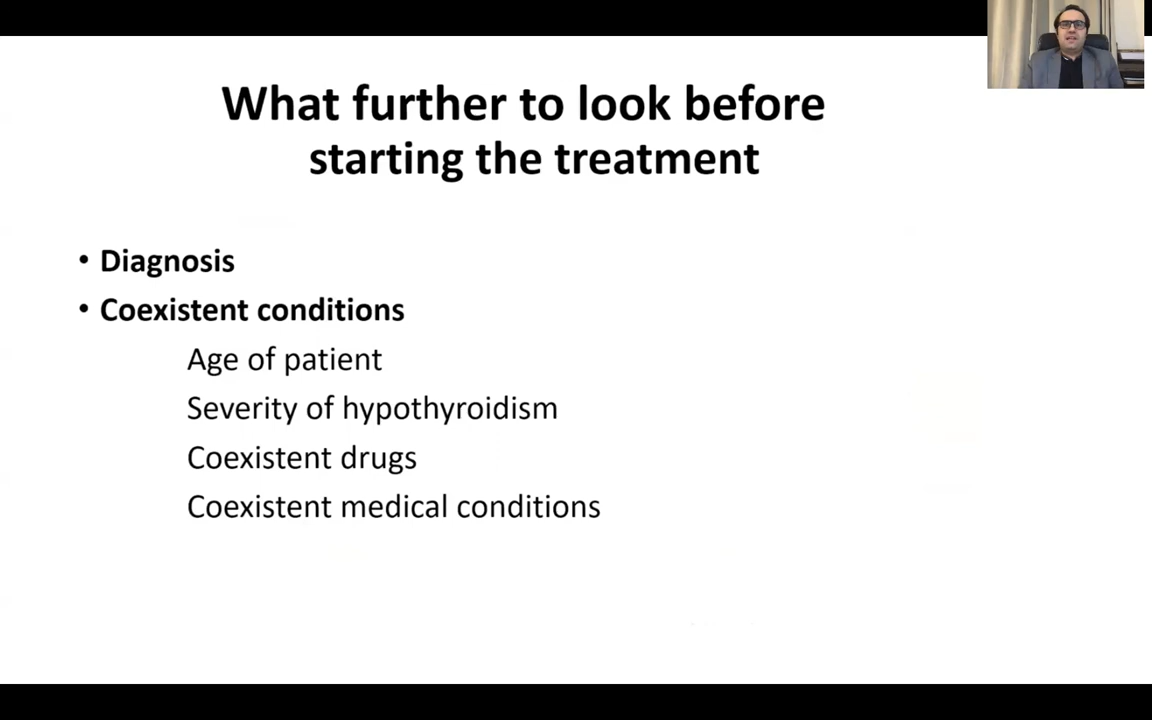 What further to look before
starting the treatment
• Diagnosis
• Coexistent conditions
Age of patient
Severity of hypothyroidism
Coexistent drugs
Coexistent medical conditions